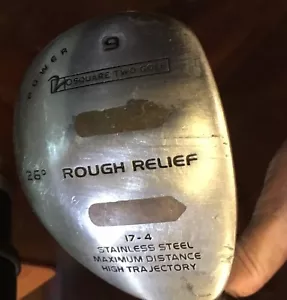 POWER
9
SQUARE TWO GOLF
26°
ROUGH RELIEF
17-4
STAINLESS STEEL
MAXIMUM DISTANCE
HIGH TRAJECTORY